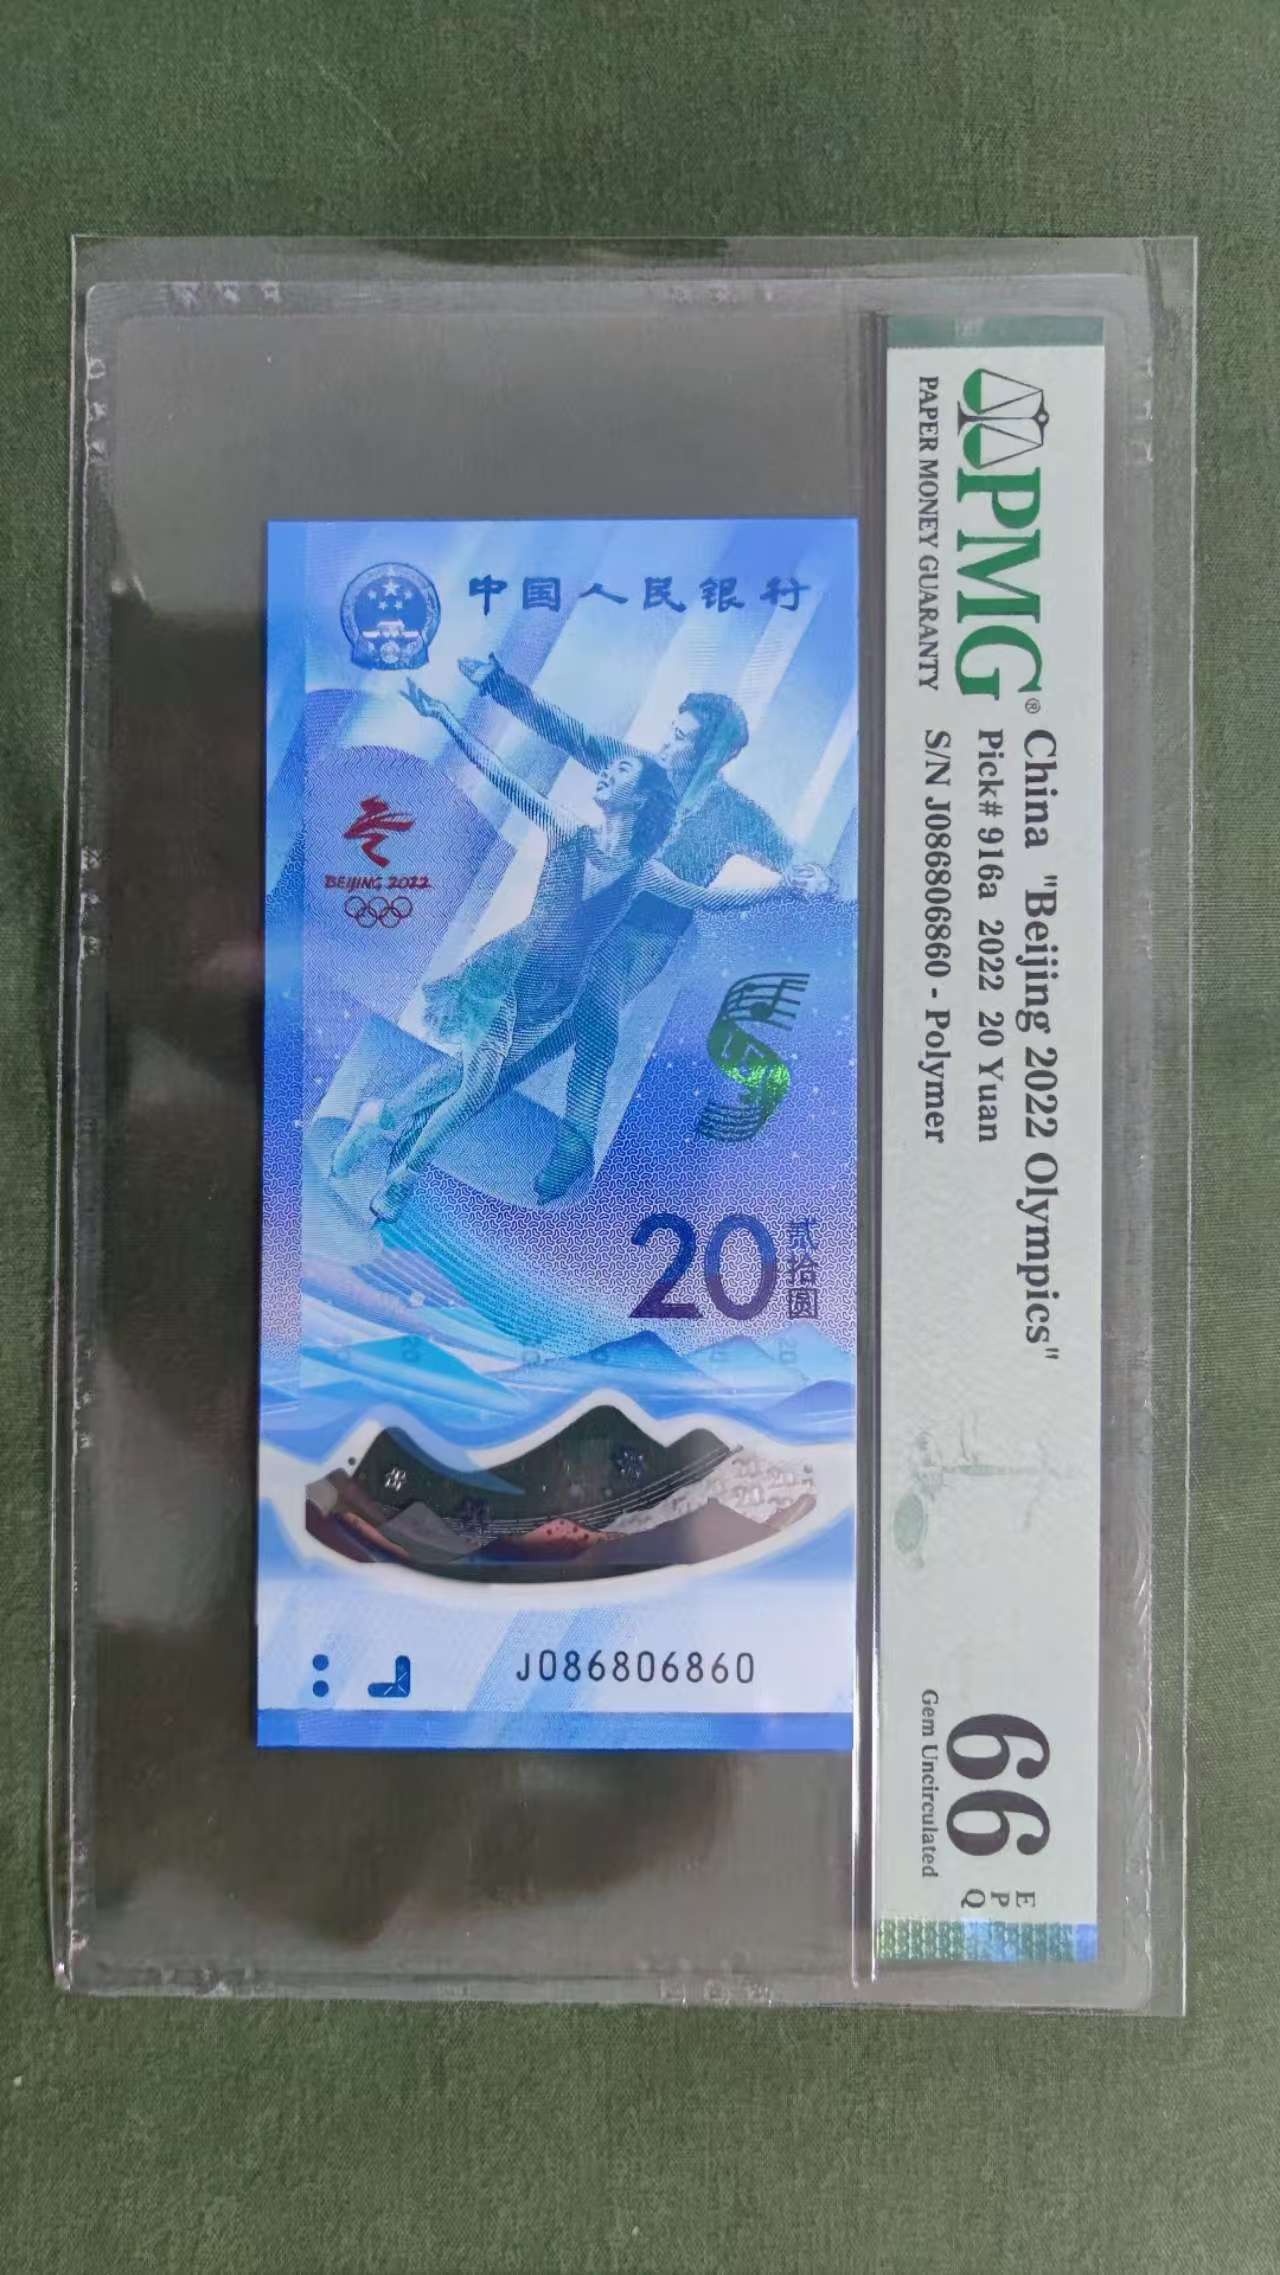 PMG®
PAPER MONEY GUARANTY
China "Beijing 2022 Olympics"
Pick# 916a 2022 20 Yuan
S/N J086806860 - Polymer
66
EPQ
Gem Uncirculated
中国人民银行
BEIJING 2022
20
贰拾圆
J086806860